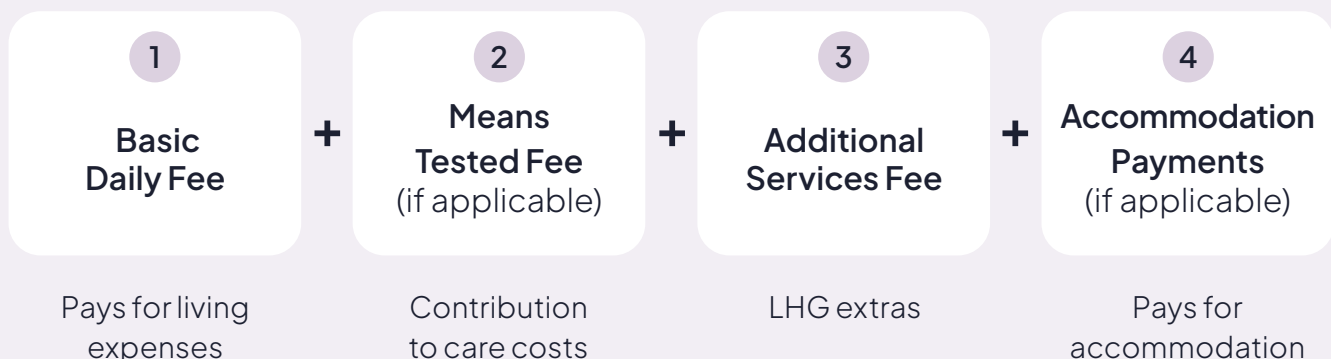 1
Basic
Daily Fee
+
2
Means
Tested Fee
(if applicable)
+
3
Additional
Services Fee
+
4
Accommodation
Payments
(if applicable)
Pays for living
expenses
Contribution
to care costs
LHG extras
Pays for
accommodation